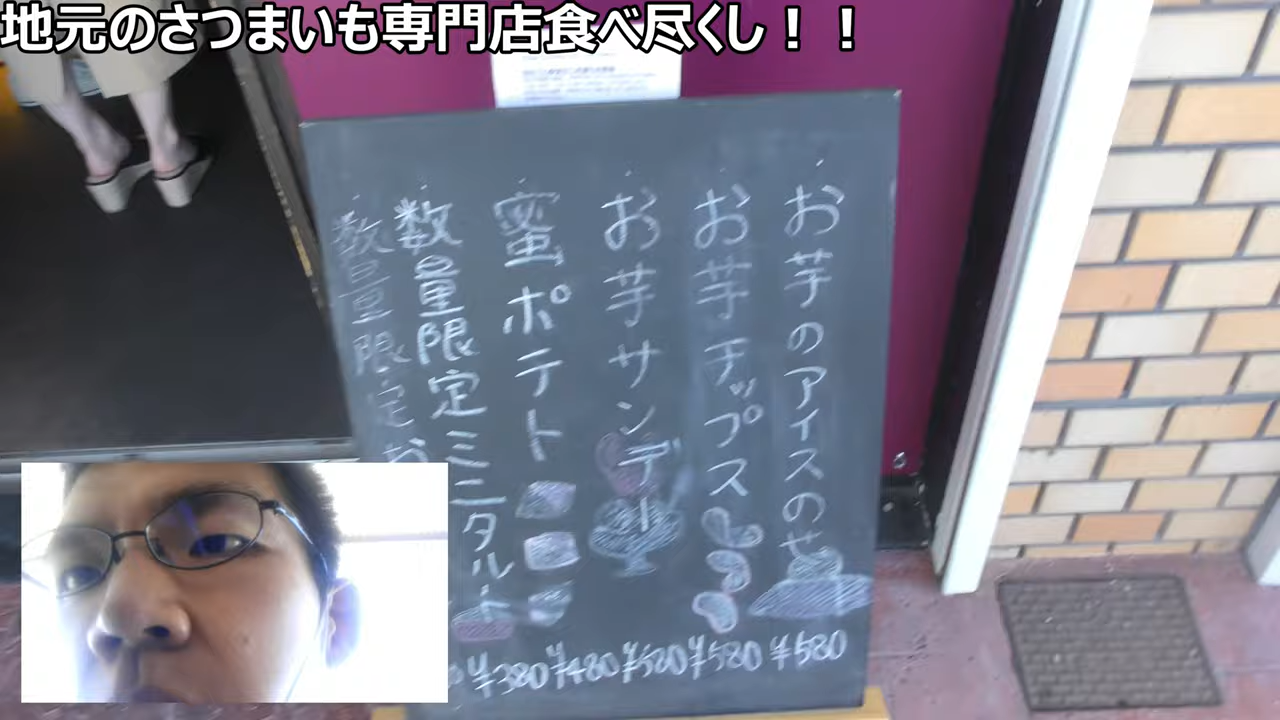 地元のさつまいも専門店食べ尽くし！！
お芋のアイスのせ
¥580
お芋チップス
¥580
お芋サンデー
¥580
蜜ポテト
¥480
数量限定ミニタルト
¥380
数量限定お